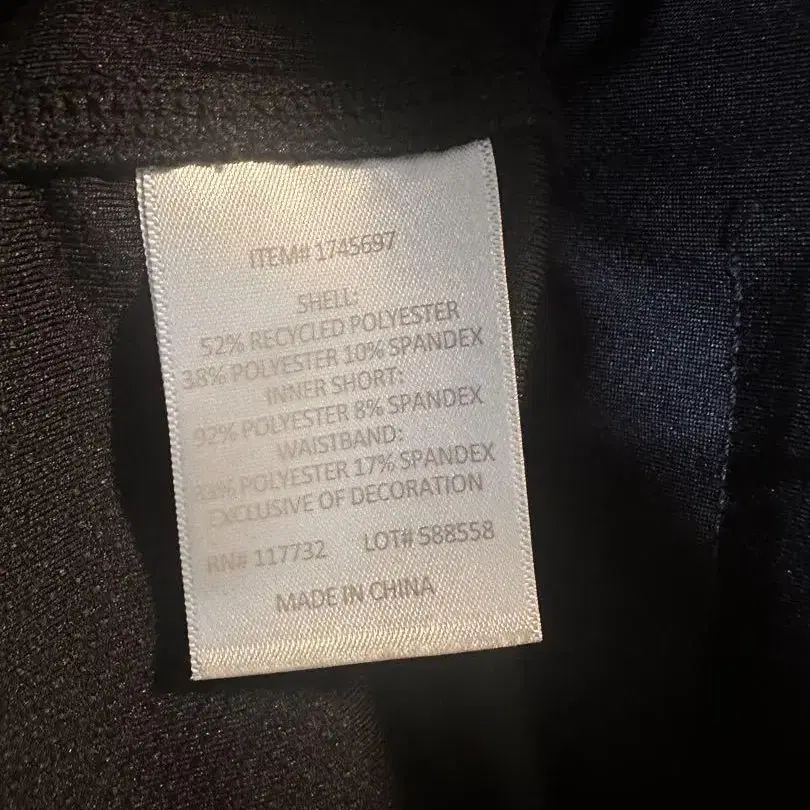 ITEM# 1745697
SHELL:
52% RECYCLED POLYESTER
38% POLYESTER 10% SPANDEX
INNER SHORT:
92% POLYESTER 8% SPANDEX
WAISTBAND:
POLYESTER 17% SPANDEX
EXCLUSIVE OF DECORATION
RN# 117732 LOT# 588558
MADE IN CHINA